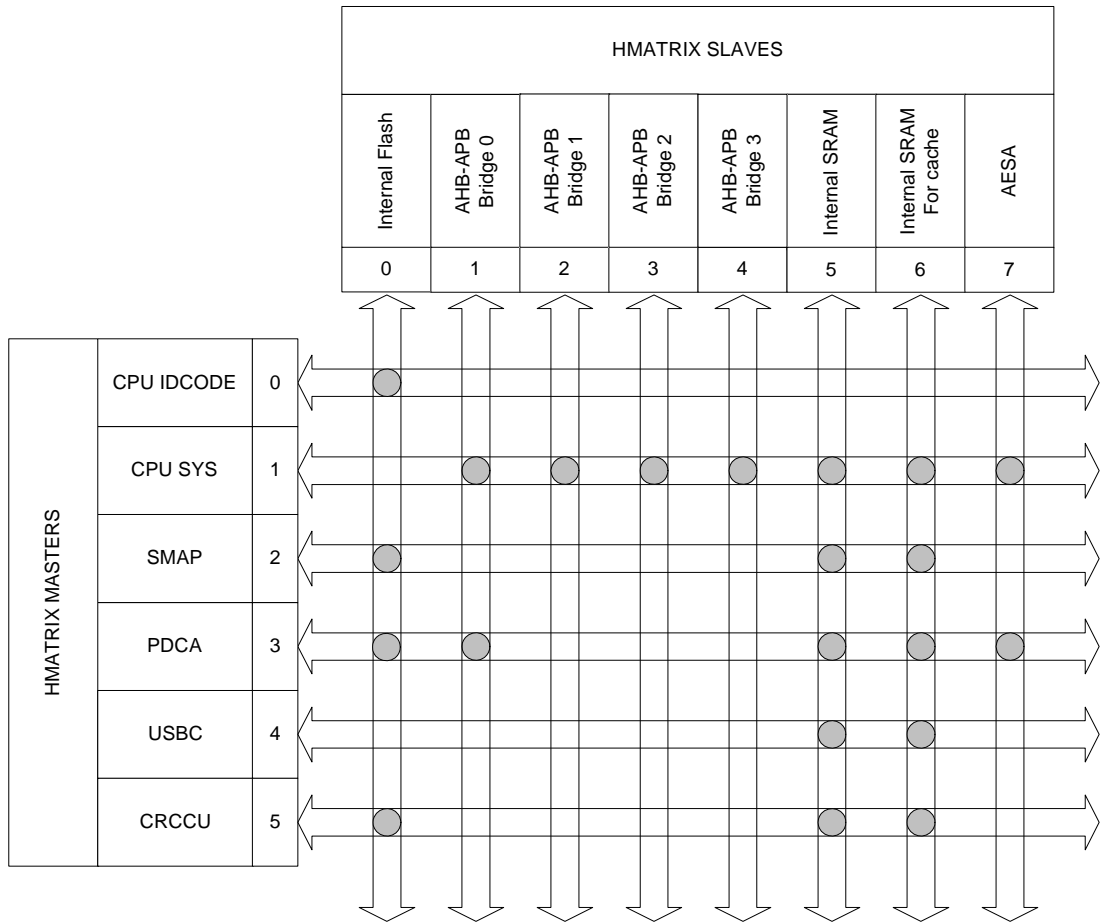 HMATRIX SLAVES
Internal Flash
AHB-APB
Bridge 0
AHB-APB
Bridge 1
AHB-APB
Bridge 2
AHB-APB
Bridge 3
Internal SRAM
Internal SRAM
For cache
AESA
0 1 2 3 4 5 6 7
HMATRIX MASTERS
CPU IDCODE 0
CPU SYS 1
SMAP 2
PDCA 3
USBC 4
CRCCU 5